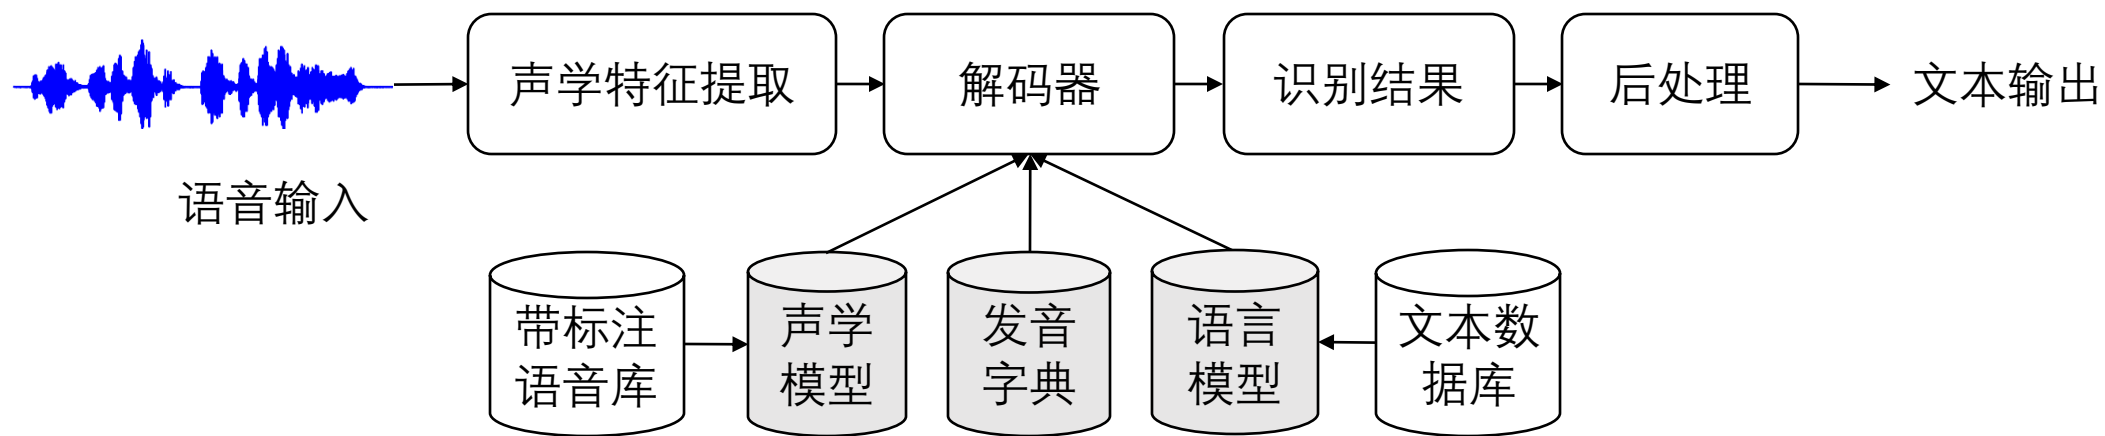 声学特征提取
解码器
识别结果
后处理
文本输出
语音输入
带标注
语音库
声学
模型
发音
字典
语言
模型
文本数
据库